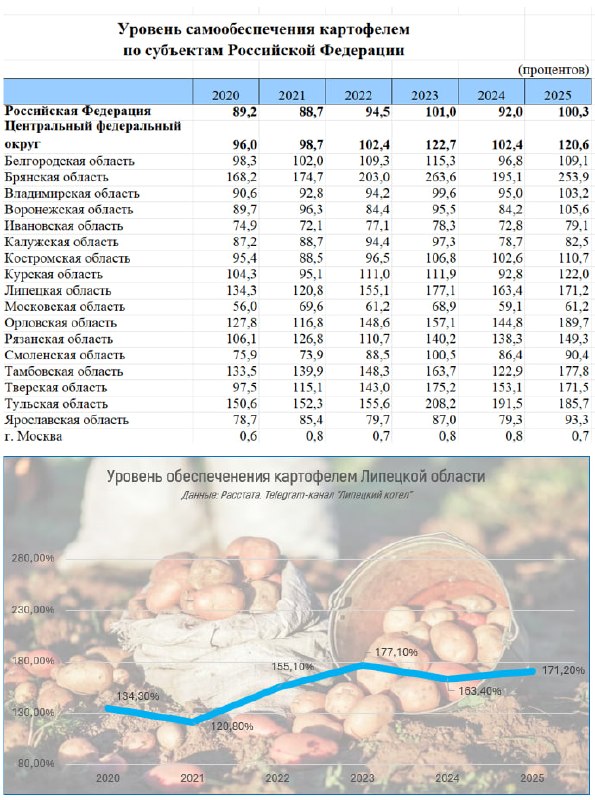 Уровень самообеспечения картофелем
по субъектам Российской Федерации
(процентов)
2020 2021 2022 2023 2024 2025
Российская Федерация 89,2 88,7 94,5 101,0 92,0 100,3
Центральный федеральный
округ 96,0 98,7 102,4 122,7 102,4 120,6
Белгородская область 98,3 102,0 109,3 115,3 96,8 109,1
Брянская область 168,2 174,7 203,0 263,6 195,1 253,9
Владимирская область 90,6 92,8 94,2 99,6 95,0 103,2
Воронежская область 89,7 96,3 84,4 95,5 84,2 105,6
Ивановская область 74,9 72,1 77,1 78,3 72,8 79,1
Калужская область 87,2 88,7 94,4 97,3 78,7 82,5
Костромская область 95,4 88,5 96,5 106,8 102,6 110,7
Курская область 104,3 95,1 111,0 111,9 92,8 122,0
Липецкая область 134,3 120,8 155,1 177,1 163,4 171,2
Московская область 56,0 69,6 61,2 68,9 59,1 61,2
Орловская область 127,8 116,8 148,6 157,1 144,8 189,7
Рязанская область 106,1 126,8 110,7 140,2 138,3 149,3
Смоленская область 75,9 73,9 88,5 100,5 86,4 90,4
Тамбовская область 133,5 139,9 148,3 163,7 122,9 177,8
Тверская область 97,5 115,1 143,0 175,2 153,1 171,5
Тульская область 150,6 152,3 155,6 208,2 191,5 185,7
Ярославская область 78,7 85,4 79,7 87,0 79,3 93,3
г. Москва 0,6 0,8 0,7 0,8 0,8 0,7
Уровень обеспеченения картофелем Липецкой области
Данные: Расстата, Telegram-канал "Липецкий котел"
280,00%
230,00%
180,00%
130,00%
80,00%
134,30%
120,80%
155,10%
177,10%
163,40%
171,20%
2020 2021 2022 2023 2024 2025